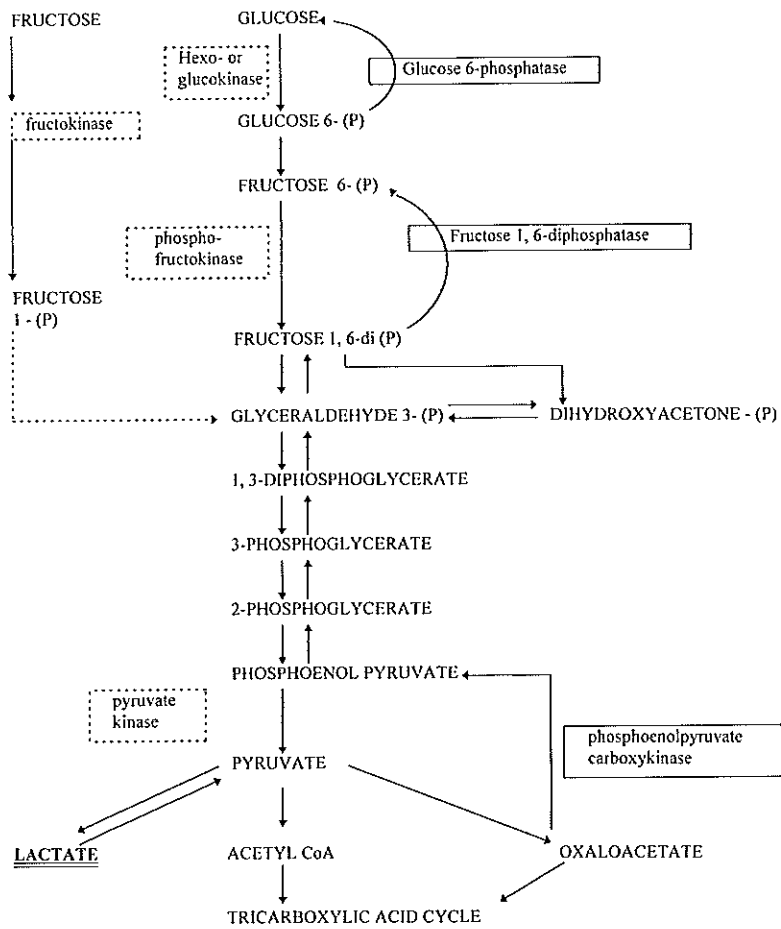 FRUCTOSE
GLUCOSE
Hexo- or
glucokinase
Glucose 6-phosphatase
GLUCOSE 6- (P)
fructokinase
FRUCTOSE 6- (P)
phospho-
fructokinase
Fructose 1, 6-diphosphatase
FRUCTOSE
1 - (P)
FRUCTOSE 1, 6-di (P)
GLYCERALDEHYDE 3- (P)
DIHYDROXYACETONE - (P)
1, 3-DIPHOSPHOGLYCERATE
3-PHOSPHOGLYCERATE
2-PHOSPHOGLYCERATE
PHOSPHOENOL PYRUVATE
pyruvate
kinase
phosphoenolpyruvate
carboxykinase
PYRUVATE
LACTATE
ACETYL CoA
OXALOACETATE
TRICARBOXYLIC ACID CYCLE